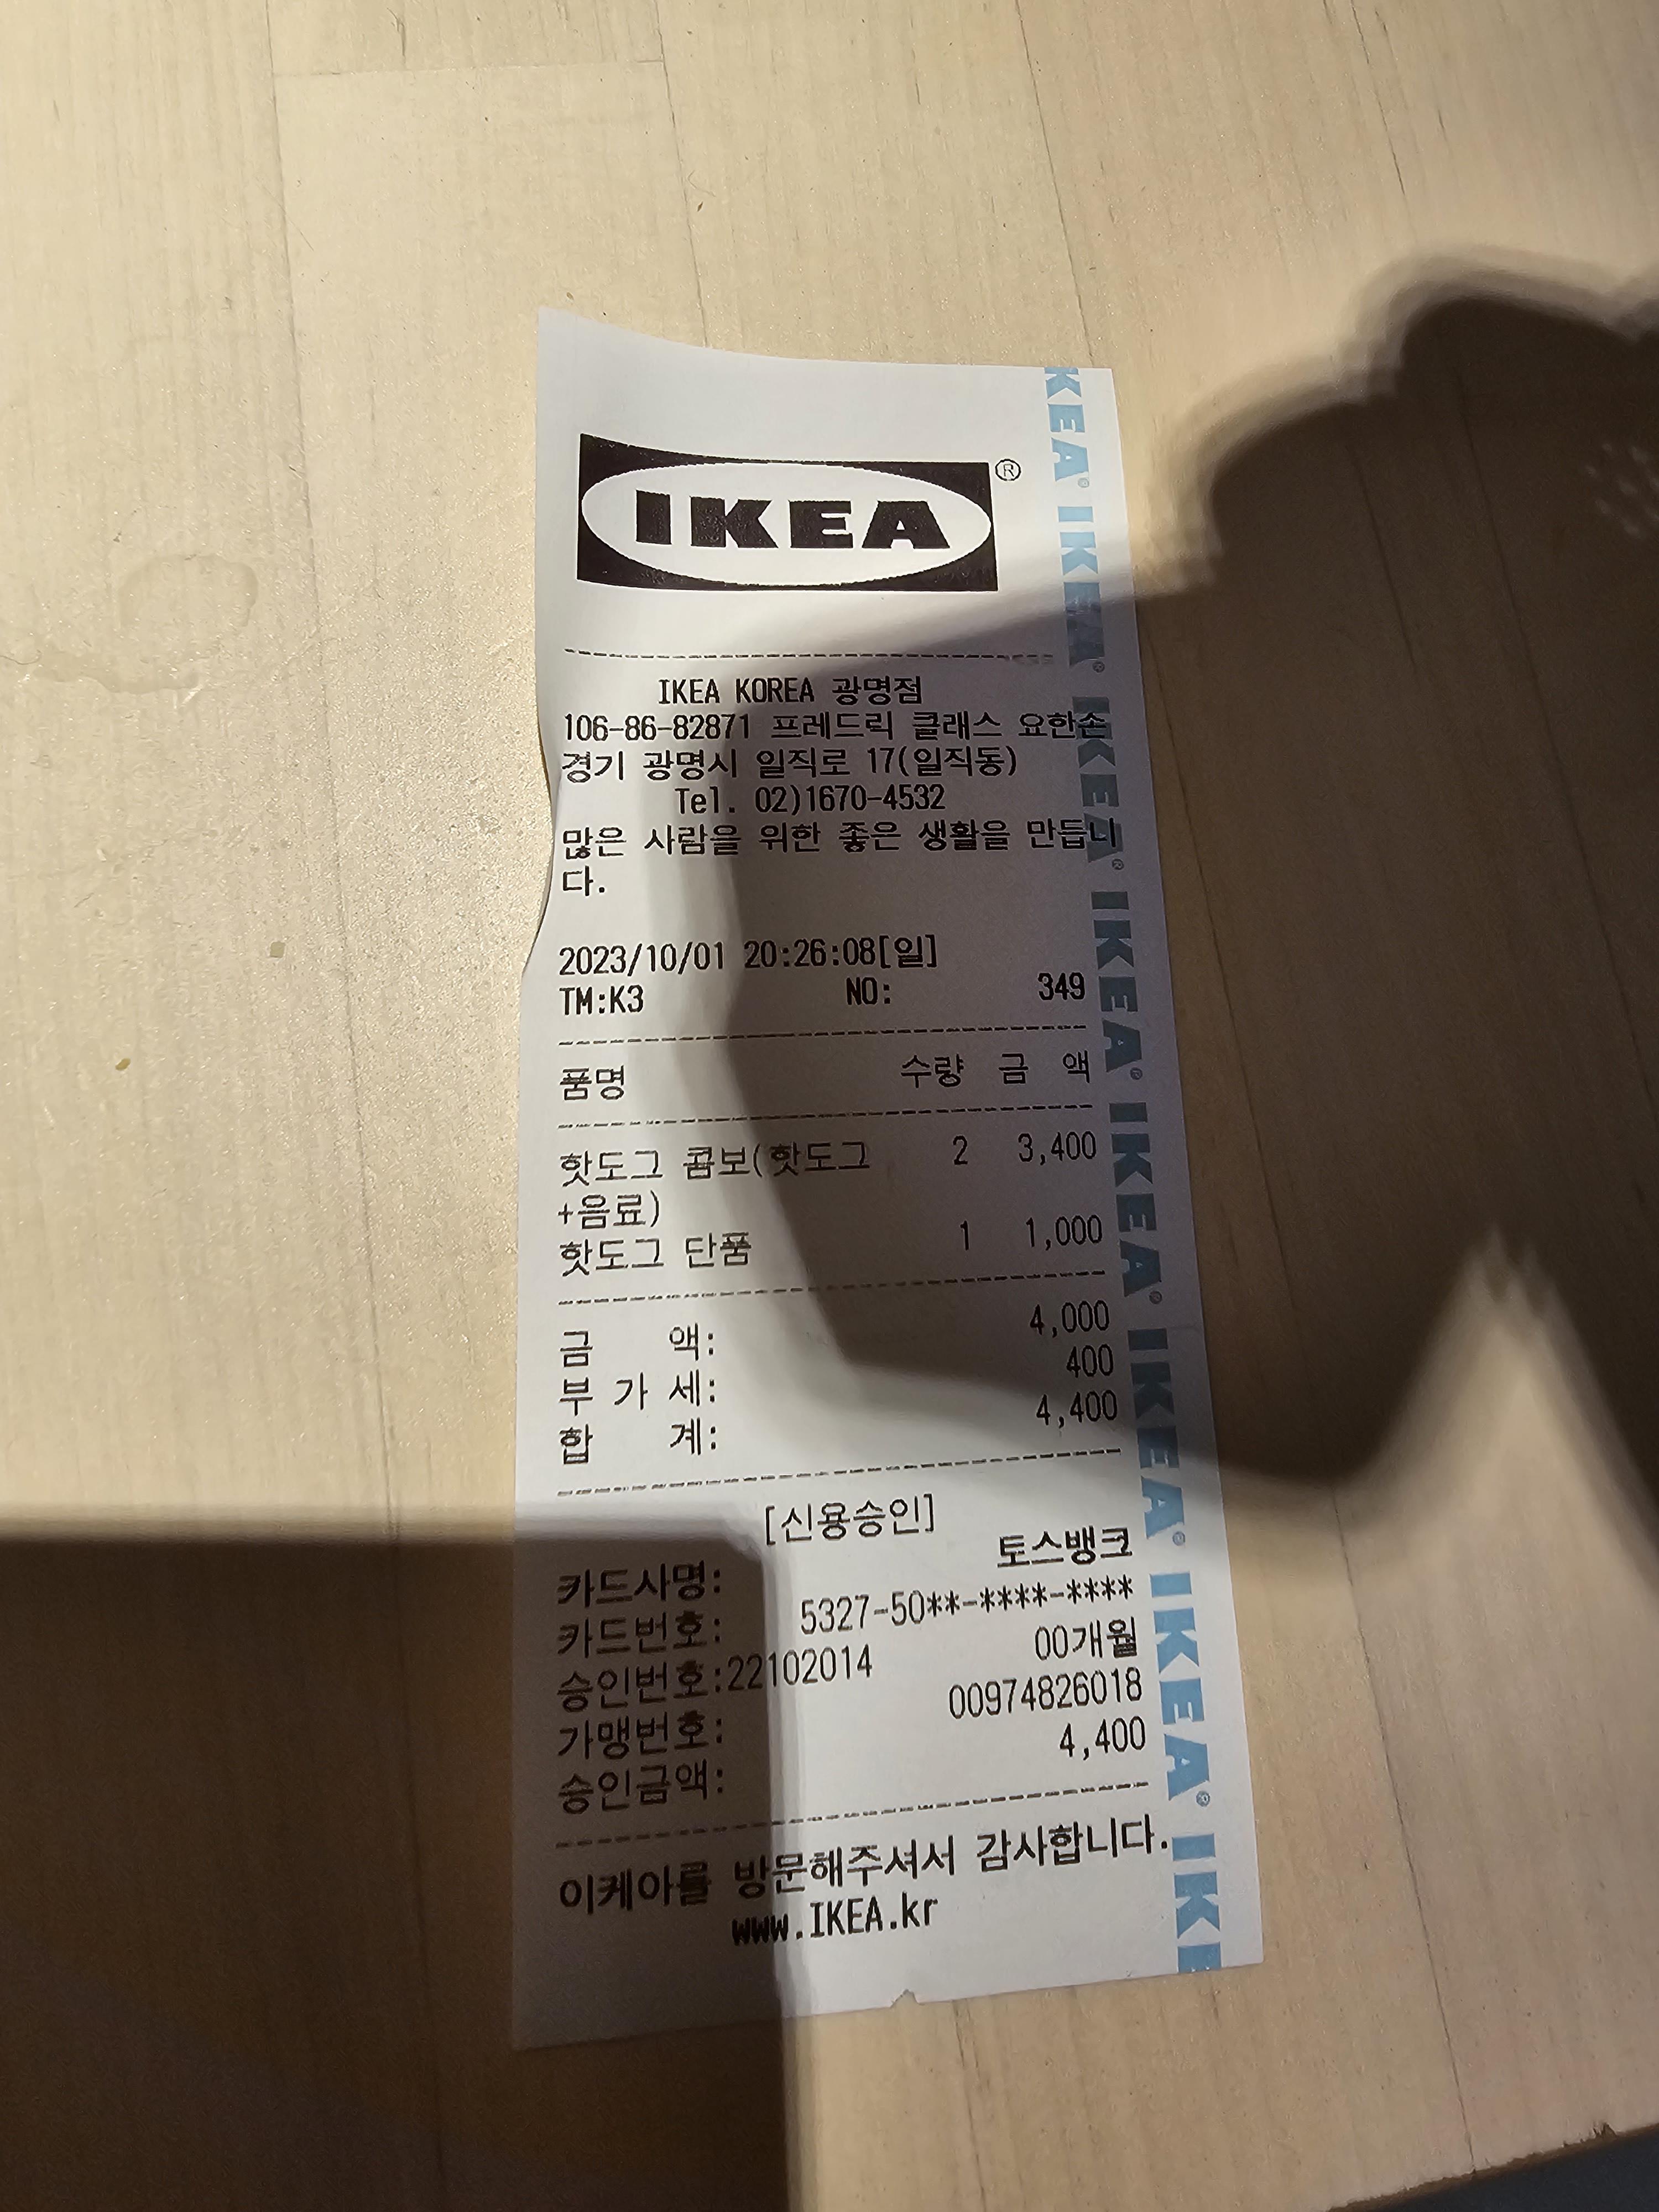 IKEA®
IKEA KOREA 광명점
106-86-82871 프레드릭 클래스 요한손
경기 광명시 일직로 17(일직동)
Tel. 02)1670-4532
많은 사람을 위한 좋은 생활을 만듭니
다.
2023/10/01 20:26:08[일]
TM:K3 NO: 349
품명 수량 금 액
핫도그 콤보(핫도그 2 3,400
+음료)
핫도그 단품 1 1,000
금 액: 4,000
부 가 세: 400
합 계: 4,400
[신용승인]
카드사명: 토스뱅크
카드번호: 5327-50**-****-****
승인번호:22102014 00개월
가맹번호: 00974826018
승인금액: 4,400
이케아를 방문해주셔서 감사합니다.
www.IKEA.kr
KEA® IKEA® IKEA® IKEA® IKEA® IKEA® IKEA® IKE